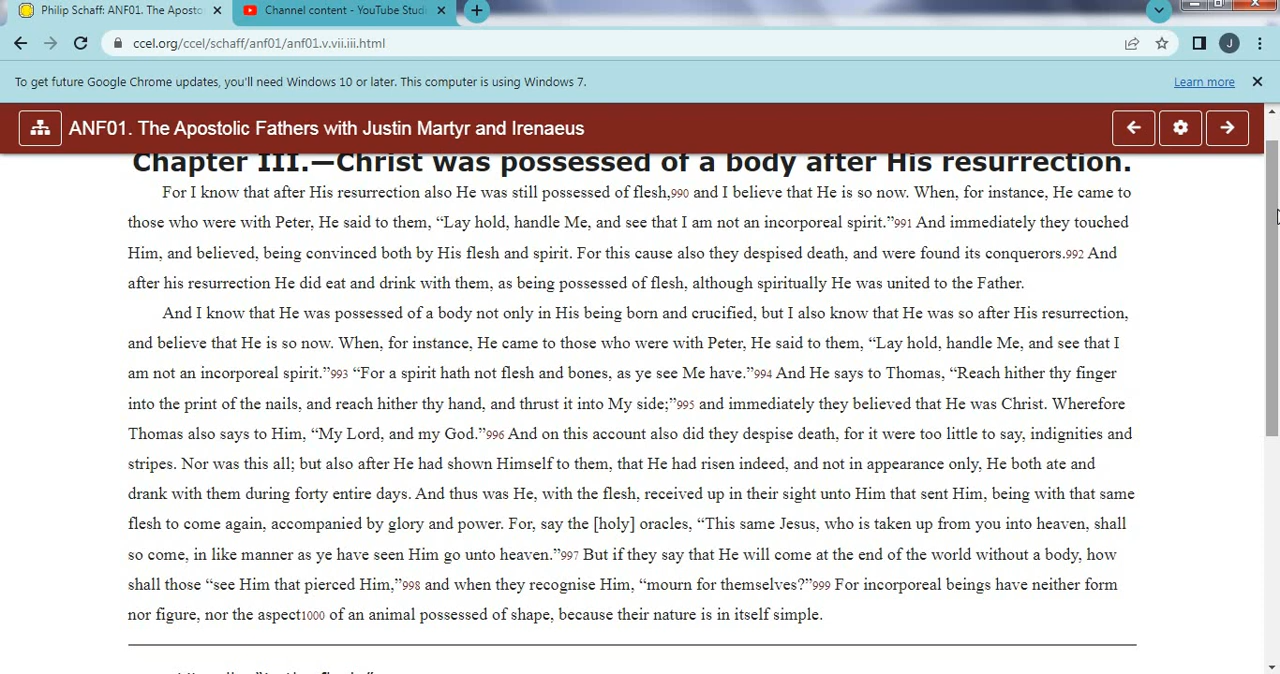 Philip Schaff: ANF01. The Aposto
Channel content - YouTube Studi
ccel.org/ccel/schaff/anf01/anf01.v.vii.iii.html
J
To get future Google Chrome updates, you'll need Windows 10 or later. This computer is using Windows 7.
Learn more
ANF01. The Apostolic Fathers with Justin Martyr and Irenaeus
Chapter III.—Christ was possessed of a body after His resurrection.
For I know that after His resurrection also He was still possessed of flesh,990 and I believe that He is so now. When, for instance, He came to
those who were with Peter, He said to them, “Lay hold, handle Me, and see that I am not an incorporeal spirit.”991 And immediately they touched
Him, and believed, being convinced both by His flesh and spirit. For this cause also they despised death, and were found its conquerors.992 And
after his resurrection He did eat and drink with them, as being possessed of flesh, although spiritually He was united to the Father.
And I know that He was possessed of a body not only in His being born and crucified, but I also know that He was so after His resurrection,
and believe that He is so now. When, for instance, He came to those who were with Peter, He said to them, “Lay hold, handle Me, and see that I
am not an incorporeal spirit.”993 “For a spirit hath not flesh and bones, as ye see Me have.”994 And He says to Thomas, “Reach hither thy finger
into the print of the nails, and reach hither thy hand, and thrust it into My side;”995 and immediately they believed that He was Christ. Wherefore
Thomas also says to Him, “My Lord, and my God.”996 And on this account also did they despise death, for it were too little to say, indignities and
stripes. Nor was this all; but also after He had shown Himself to them, that He had risen indeed, and not in appearance only, He both ate and
drank with them during forty entire days. And thus was He, with the flesh, received up in their sight unto Him that sent Him, being with that same
flesh to come again, accompanied by glory and power. For, say the [holy] oracles, “This same Jesus, who is taken up from you into heaven, shall
so come, in like manner as ye have seen Him go unto heaven.”997 But if they say that He will come at the end of the world without a body, how
shall those “see Him that pierced Him,”998 and when they recognise Him, “mourn for themselves?”999 For incorporeal beings have neither form
nor figure, nor the aspect1000 of an animal possessed of shape, because their nature is in itself simple.